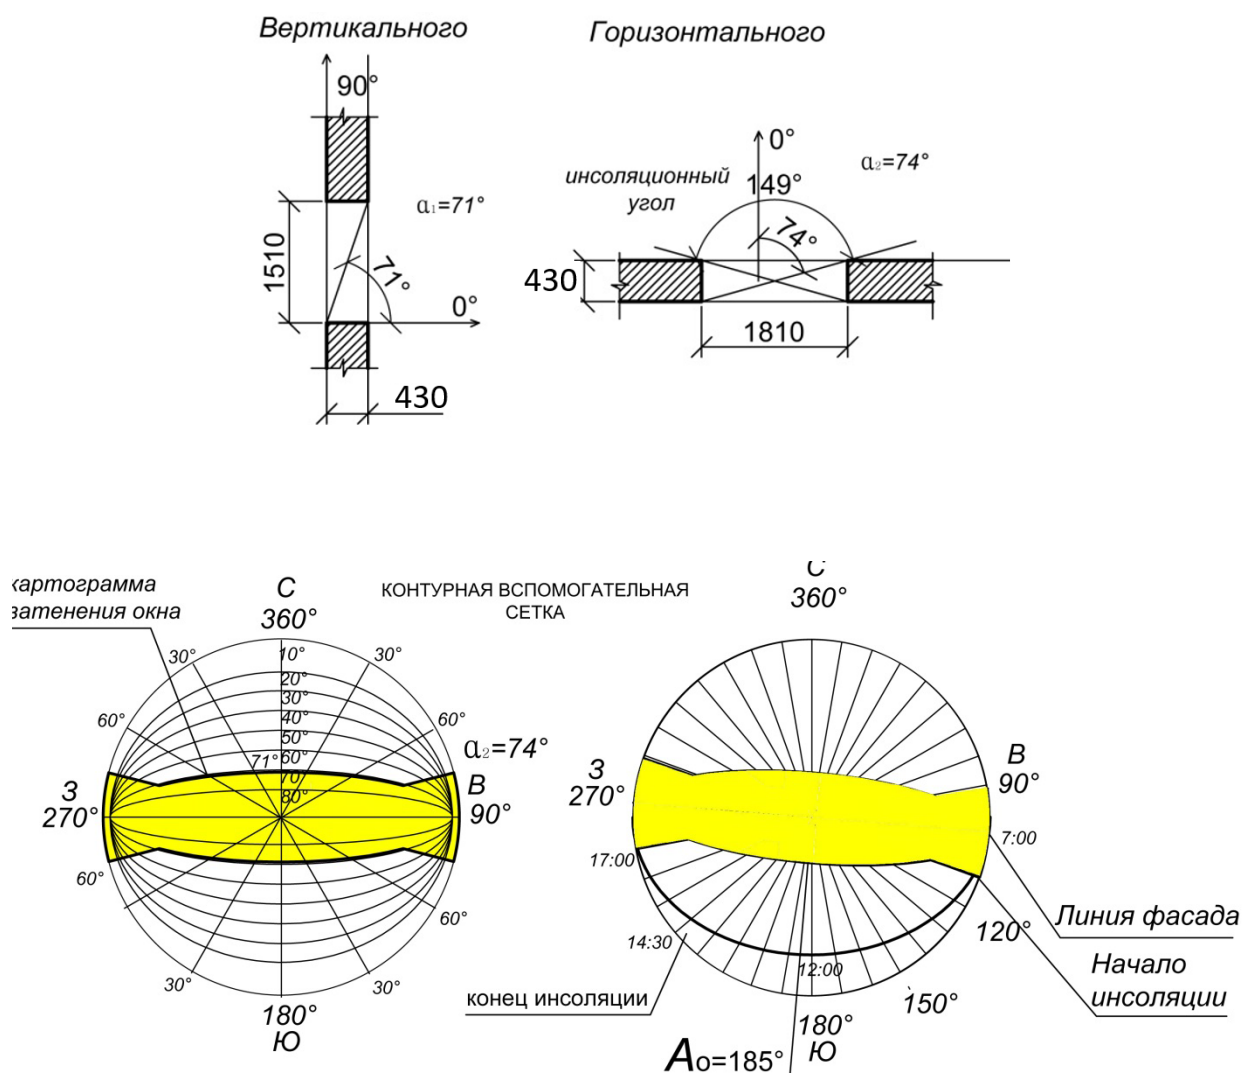 Вертикального
Горизонтального
90°
α₁=71°
1510
71°
0°
430
0°
α₂=74°
инсоляционный
угол
149°
74°
430
1810
картограмма
затенения окна
С
360°
КОНТУРНАЯ ВСПОМОГАТЕЛЬНАЯ
СЕТКА
30°
10°
30°
20°
30°
60°
40°
60°
50°
α₂=74°
71°
60°
70°
80°
З
270°
В
90°
60°
60°
30°
30°
180°
Ю
С
360°
З
270°
В
90°
7:00
17:00
Линия фасада
120°
14:30
12:00
Начало
инсоляции
конец инсоляции
150°
180°
Ю
Aо=185°